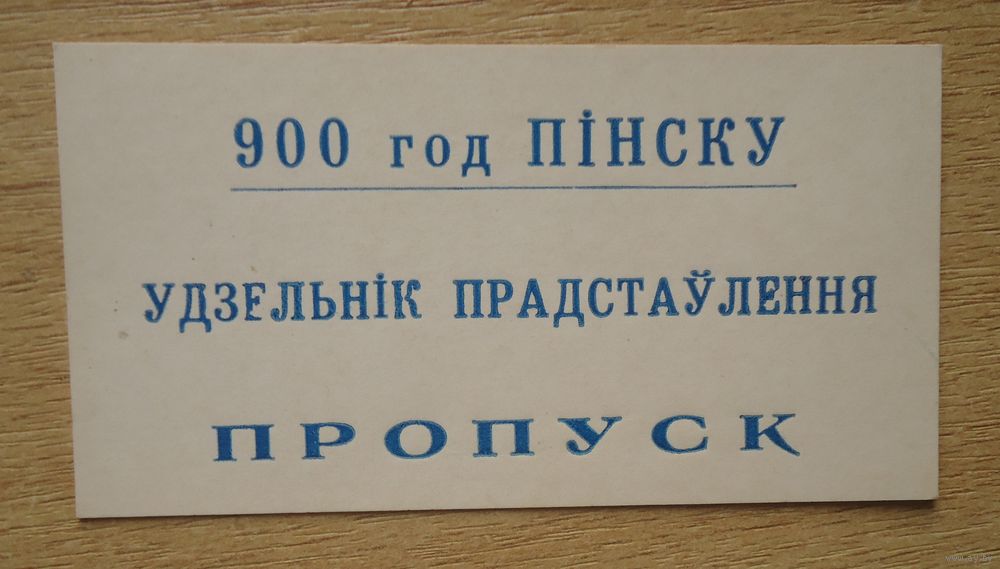 900 год ПІНСКУ
УДЗЕЛЬНІК ПРАДСТАЎЛЕННЯ
ПРОПУСК